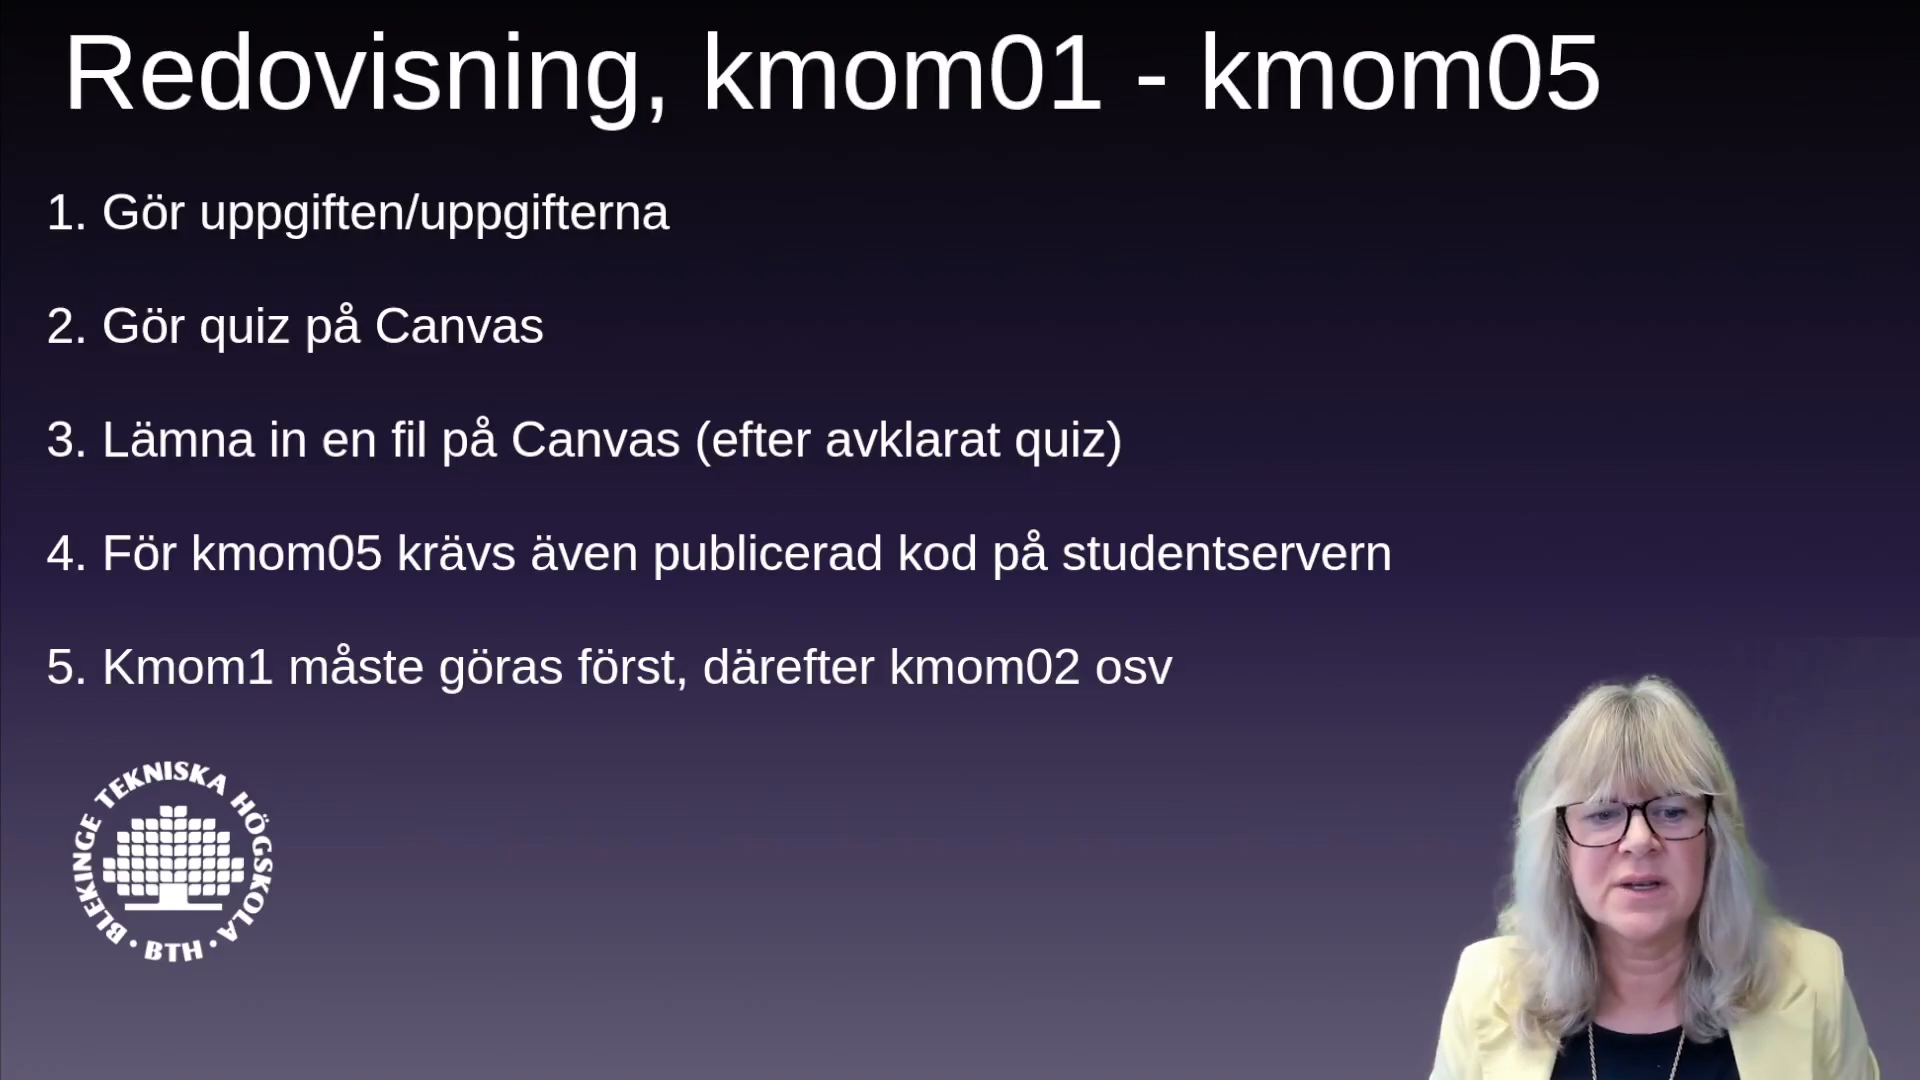 Redovisning, kmom01 - kmom05
1. Gör uppgiften/uppgifterna
2. Gör quiz på Canvas
3. Lämna in en fil på Canvas (efter avklarat quiz)
4. För kmom05 krävs även publicerad kod på studentservern
5. Kmom1 måste göras först, därefter kmom02 osv
BLEKINGE TEKNISKA HÖGSKOLA
· BTH ·